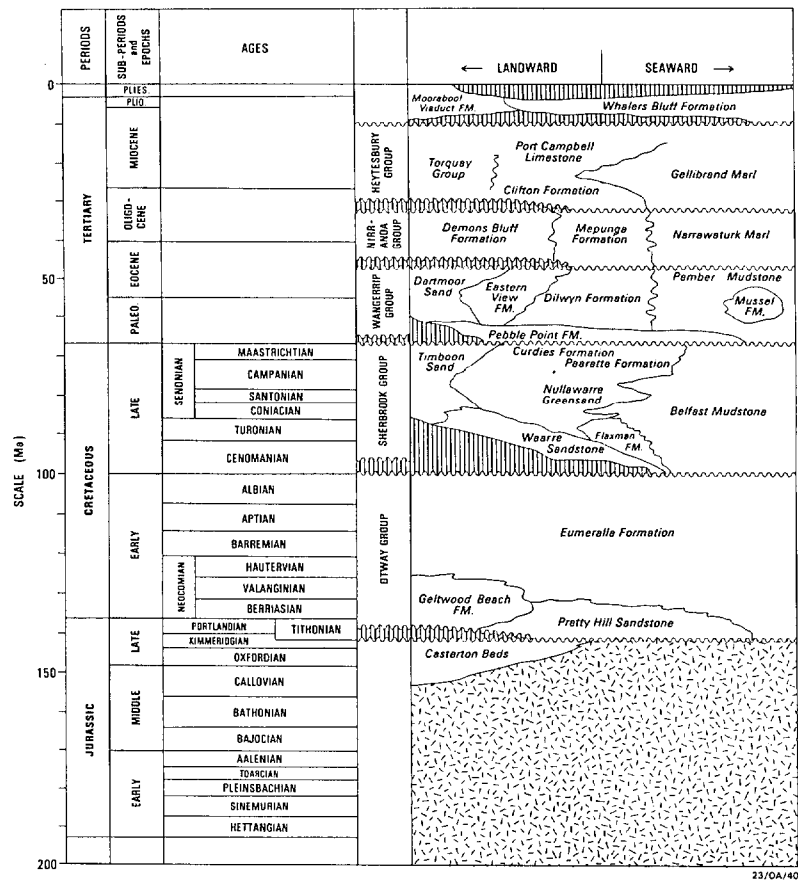 PERIODS
SUB-PERIODS
and
EPOCHS
AGES
← LANDWARD
SEAWARD →
0
50
100
150
200
SCALE (Ma)
TERTIARY
CRETACEOUS
JURASSIC
PLIES.
PLIO
MIOCENE
OLIGO-
CENE
EOCENE
PALEO
LATE
EARLY
LATE
MIDDLE
EARLY
SENONIAN
NEOCOMIAN
MAASTRICHTIAN
CAMPANIAN
SANTONIAN
CONIACIAN
TURONIAN
CENOMANIAN
ALBIAN
APTIAN
BARREMIAN
HAUTERVIAN
VALANGINIAN
BERRIASIAN
PORTLANDIAN
TITHONIAN
KIMMERIDGIAN
OXFORDIAN
CALLOVIAN
BATHONIAN
BAJOCIAN
AALENIAN
TOARCIAN
PLEINSBACHIAN
SINEMURIAN
HETTANGIAN
HEYTESBURY
GROUP
NIRR-
ANDA
GROUP
WANGERRIP
GROUP
SHERBROOK GROUP
OTWAY GROUP
Moorabool
Viaduct FM.
Whalers Bluff Formation
Port Campbell
Limestone
Torquay
Group
Gellibrand Marl
Clifton Formation
Demons Bluff
Formation
Mepunga
Formation
Narrawaturk Marl
Dartmoor
Sand
Eastern
View
FM.
Dilwyn Formation
Pember Mudstone
Mussel
FM.
Pebble Point FM.
Timboon
Sand
Curdies Formation
Pearatte Formation
Nullawarre
Greensand
Belfast Mudstone
Waarre
Sandstone
Flaxman
FM.
Eumeralla Formation
Geltwood Beach
FM.
Pretty Hill Sandstone
Casterton Beds
23/OA/40